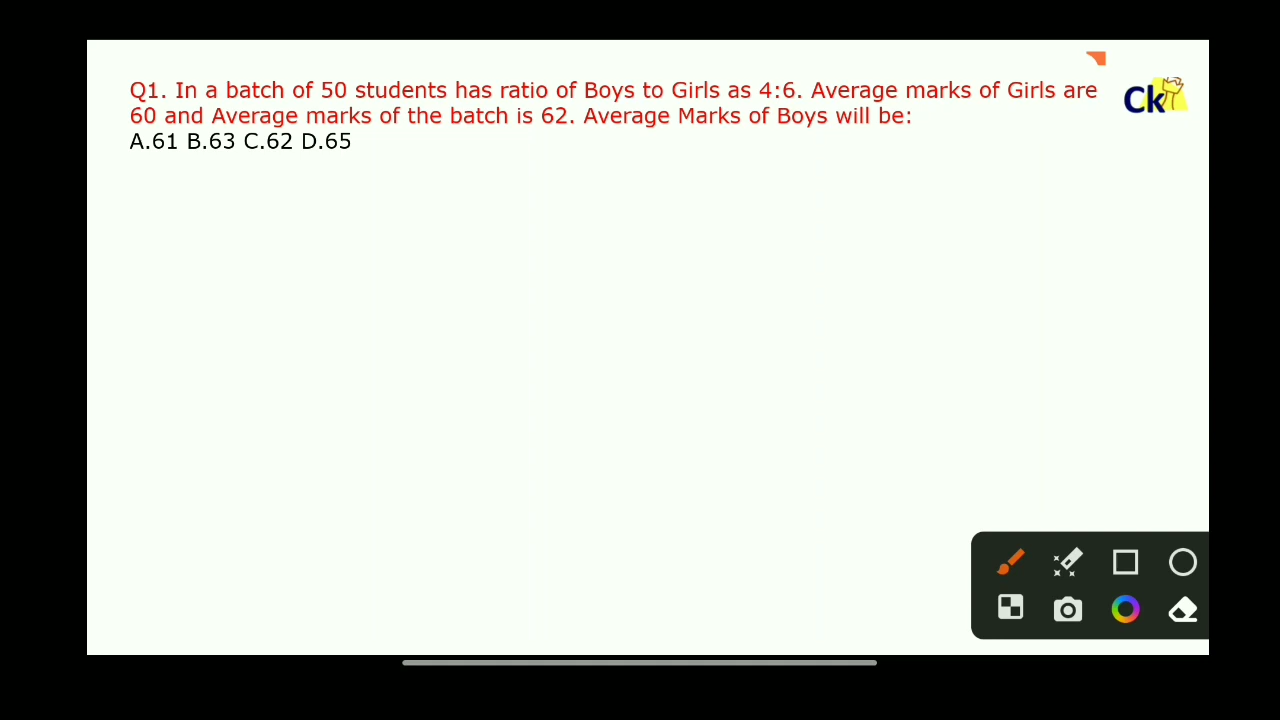 Q1. In a batch of 50 students has ratio of Boys to Girls as 4:6. Average marks of Girls are
60 and Average marks of the batch is 62. Average Marks of Boys will be:
A.61 B.63 C.62 D.65
Ck